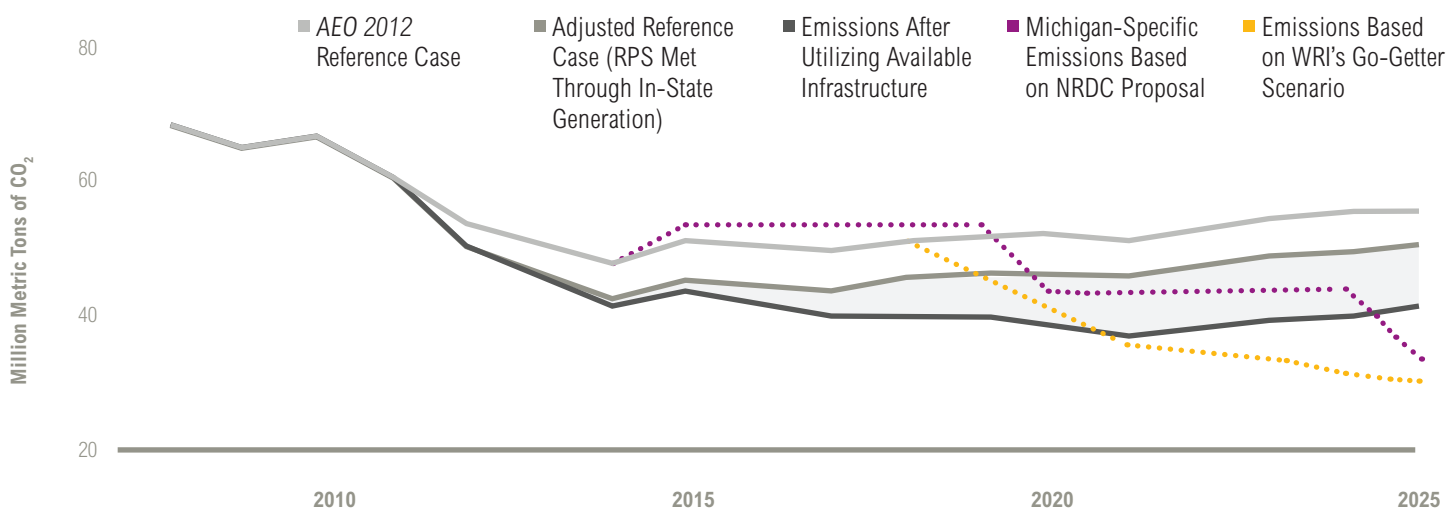 AEO 2012
Reference Case
Adjusted Reference
Case (RPS Met
Through In-State
Generation)
Emissions After
Utilizing Available
Infrastructure
Michigan-Specific
Emissions Based
on NRDC Proposal
Emissions Based
on WRI's Go-Getter
Scenario
Million Metric Tons of CO₂
80
60
40
20
2010
2015
2020
2025